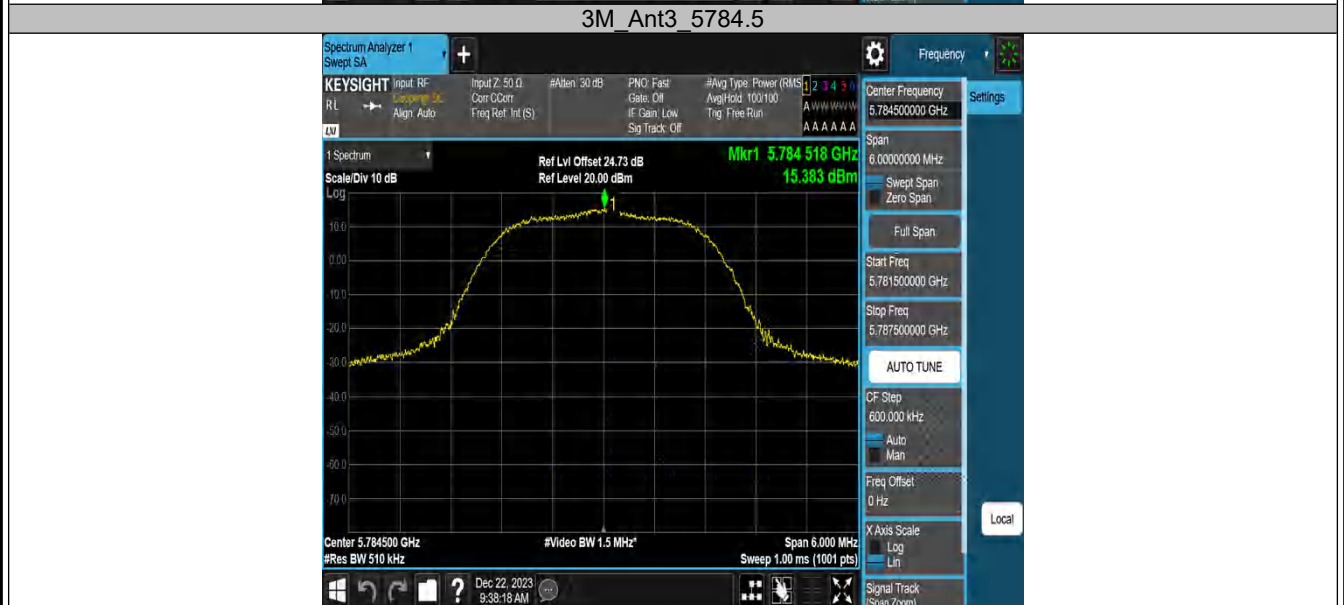 3M_Ant3_5784.5
Spectrum Analyzer 1
Swept SA
+
Frequency
KEYSIGHT
RL
LXI
Input: RF
Align: Auto
Input Z: 50 Ω
Corr CCorr
Freq Ref: Int (S)
#Atten: 30 dB
PNO: Fast
Gate: Off
IF Gain: Low
Sig Track: Off
#Avg Type: Power (RMS
Avg|Hold: 100/100
Trig: Free Run
1 2 3 4 5 6
A W W W W W
A A A A A A
Center Frequency
5.784500000 GHz
Settings
Span
6.00000000 MHz
Swept Span
Zero Span
Full Span
Start Freq
5.781500000 GHz
Stop Freq
5.787500000 GHz
AUTO TUNE
CF Step
600.000 kHz
Auto
Man
Freq Offset
0 Hz
X Axis Scale
Log
Lin
Local
Signal Track
(Span Zoom)
1 Spectrum
Scale/Div 10 dB
Log
Ref Lvl Offset 24.73 dB
Ref Level 20.00 dBm
Mkr1 5.784 518 GHz
15.383 dBm
1
10.0
0.00
-10.0
-20.0
-30.0
-40.0
-50.0
-60.0
-70.0
Center 5.784500 GHz
#Res BW 510 kHz
#Video BW 1.5 MHz*
Span 6.000 MHz
Sweep 1.00 ms (1001 pts)
?
Dec 22, 2023
9:38:18 AM